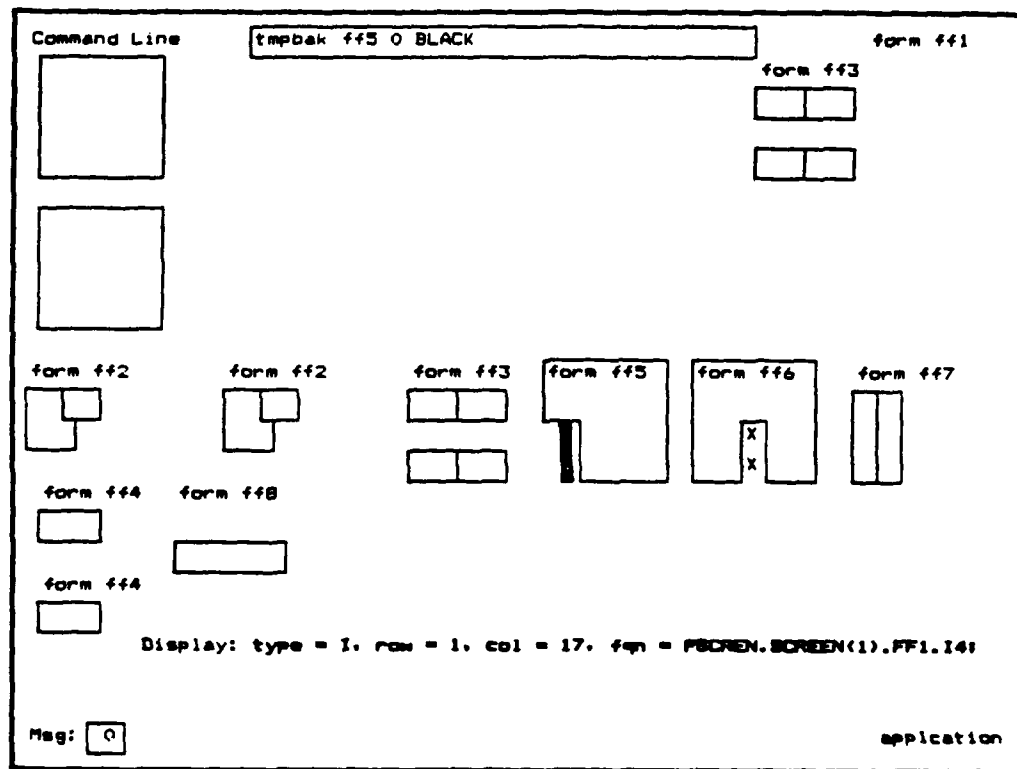 Command Line tmpbak ff5 0 BLACK form ff1
form ff3
form ff2 form ff2 form ff3 form ff5 form ff6 form ff7
X
X
form ff4 form ff8
form ff4
Display: type = I, row = 1, col = 17, fqn = PSCREN.SCREEN(1).FF1.I4;
Msg: 0 applcation